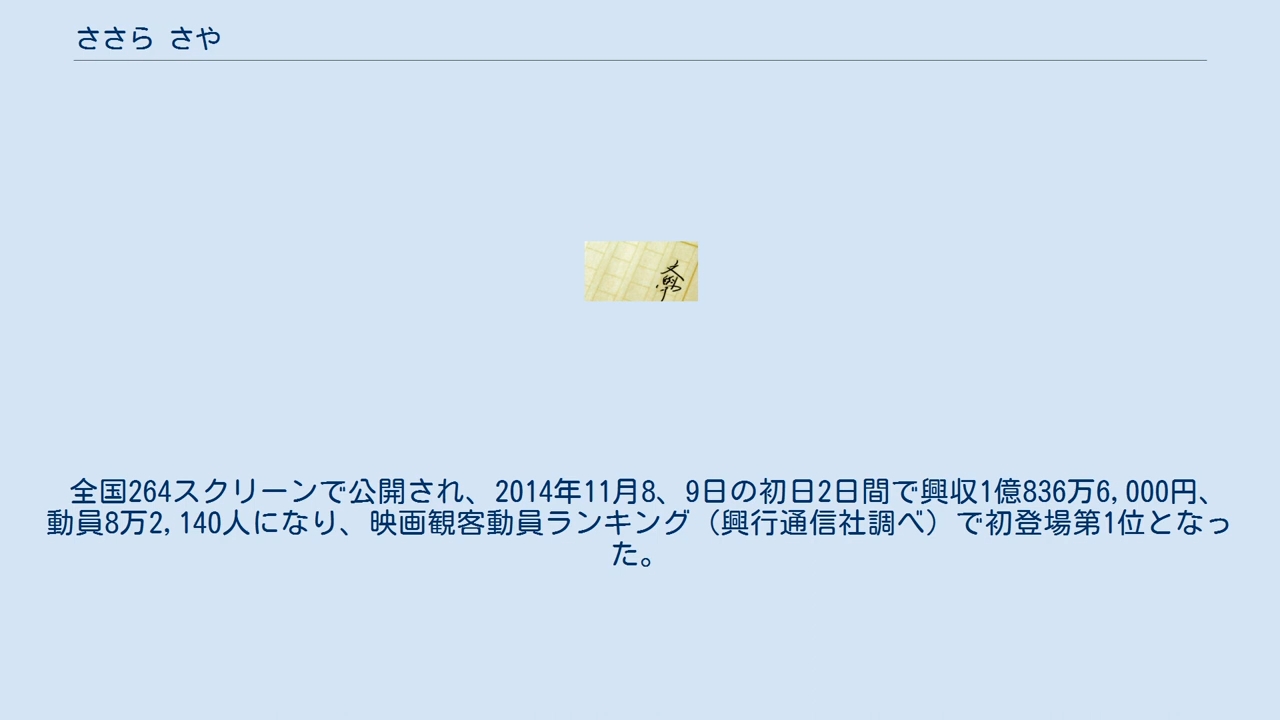 ささら さや
全国264スクリーンで公開され、2014年11月8、9日の初日2日間で興収1億836万6,000円、
動員8万2,140人になり、映画観客動員ランキング（興行通信社調べ）で初登場第1位となっ
た。